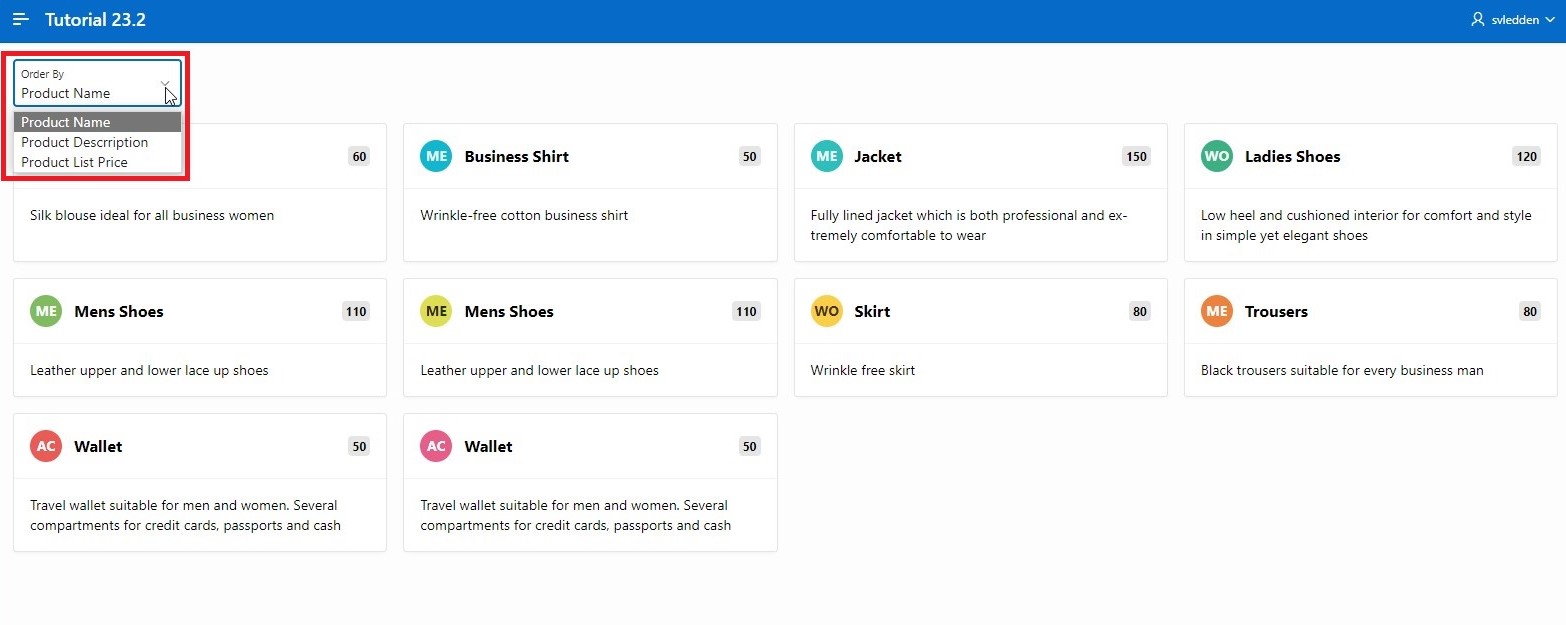 Tutorial 23.2
svledden
Order By
Product Name
Product Name
Product Descrription
Product List Price
60
Silk blouse ideal for all business women
ME Business Shirt 50
Wrinkle-free cotton business shirt
ME Jacket 150
Fully lined jacket which is both professional and ex-
tremely comfortable to wear
WO Ladies Shoes 120
Low heel and cushioned interior for comfort and style
in simple yet elegant shoes
ME Mens Shoes 110
Leather upper and lower lace up shoes
ME Mens Shoes 110
Leather upper and lower lace up shoes
WO Skirt 80
Wrinkle free skirt
ME Trousers 80
Black trousers suitable for every business man
AC Wallet 50
Travel wallet suitable for men and women. Several
compartments for credit cards, passports and cash
AC Wallet 50
Travel wallet suitable for men and women. Several
compartments for credit cards, passports and cash